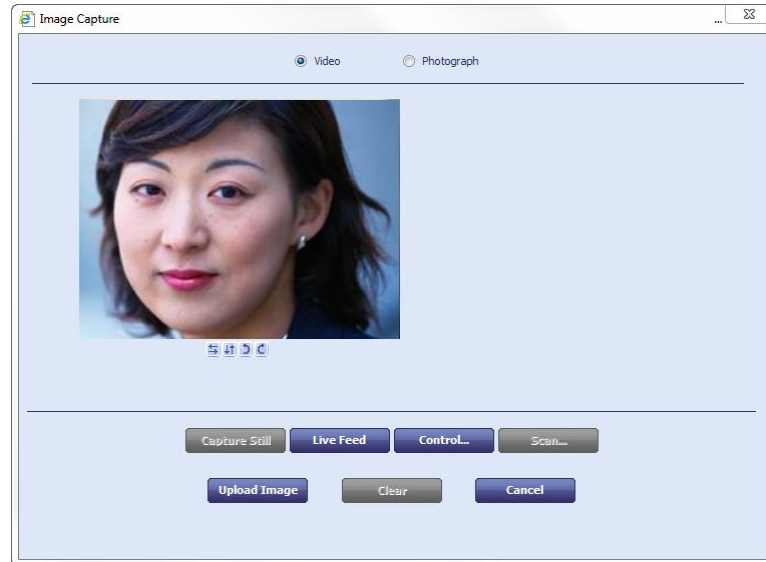 Image Capture
...
Video Photograph
Capture Still Live Feed Control... Scan...
Upload Image Clear Cancel